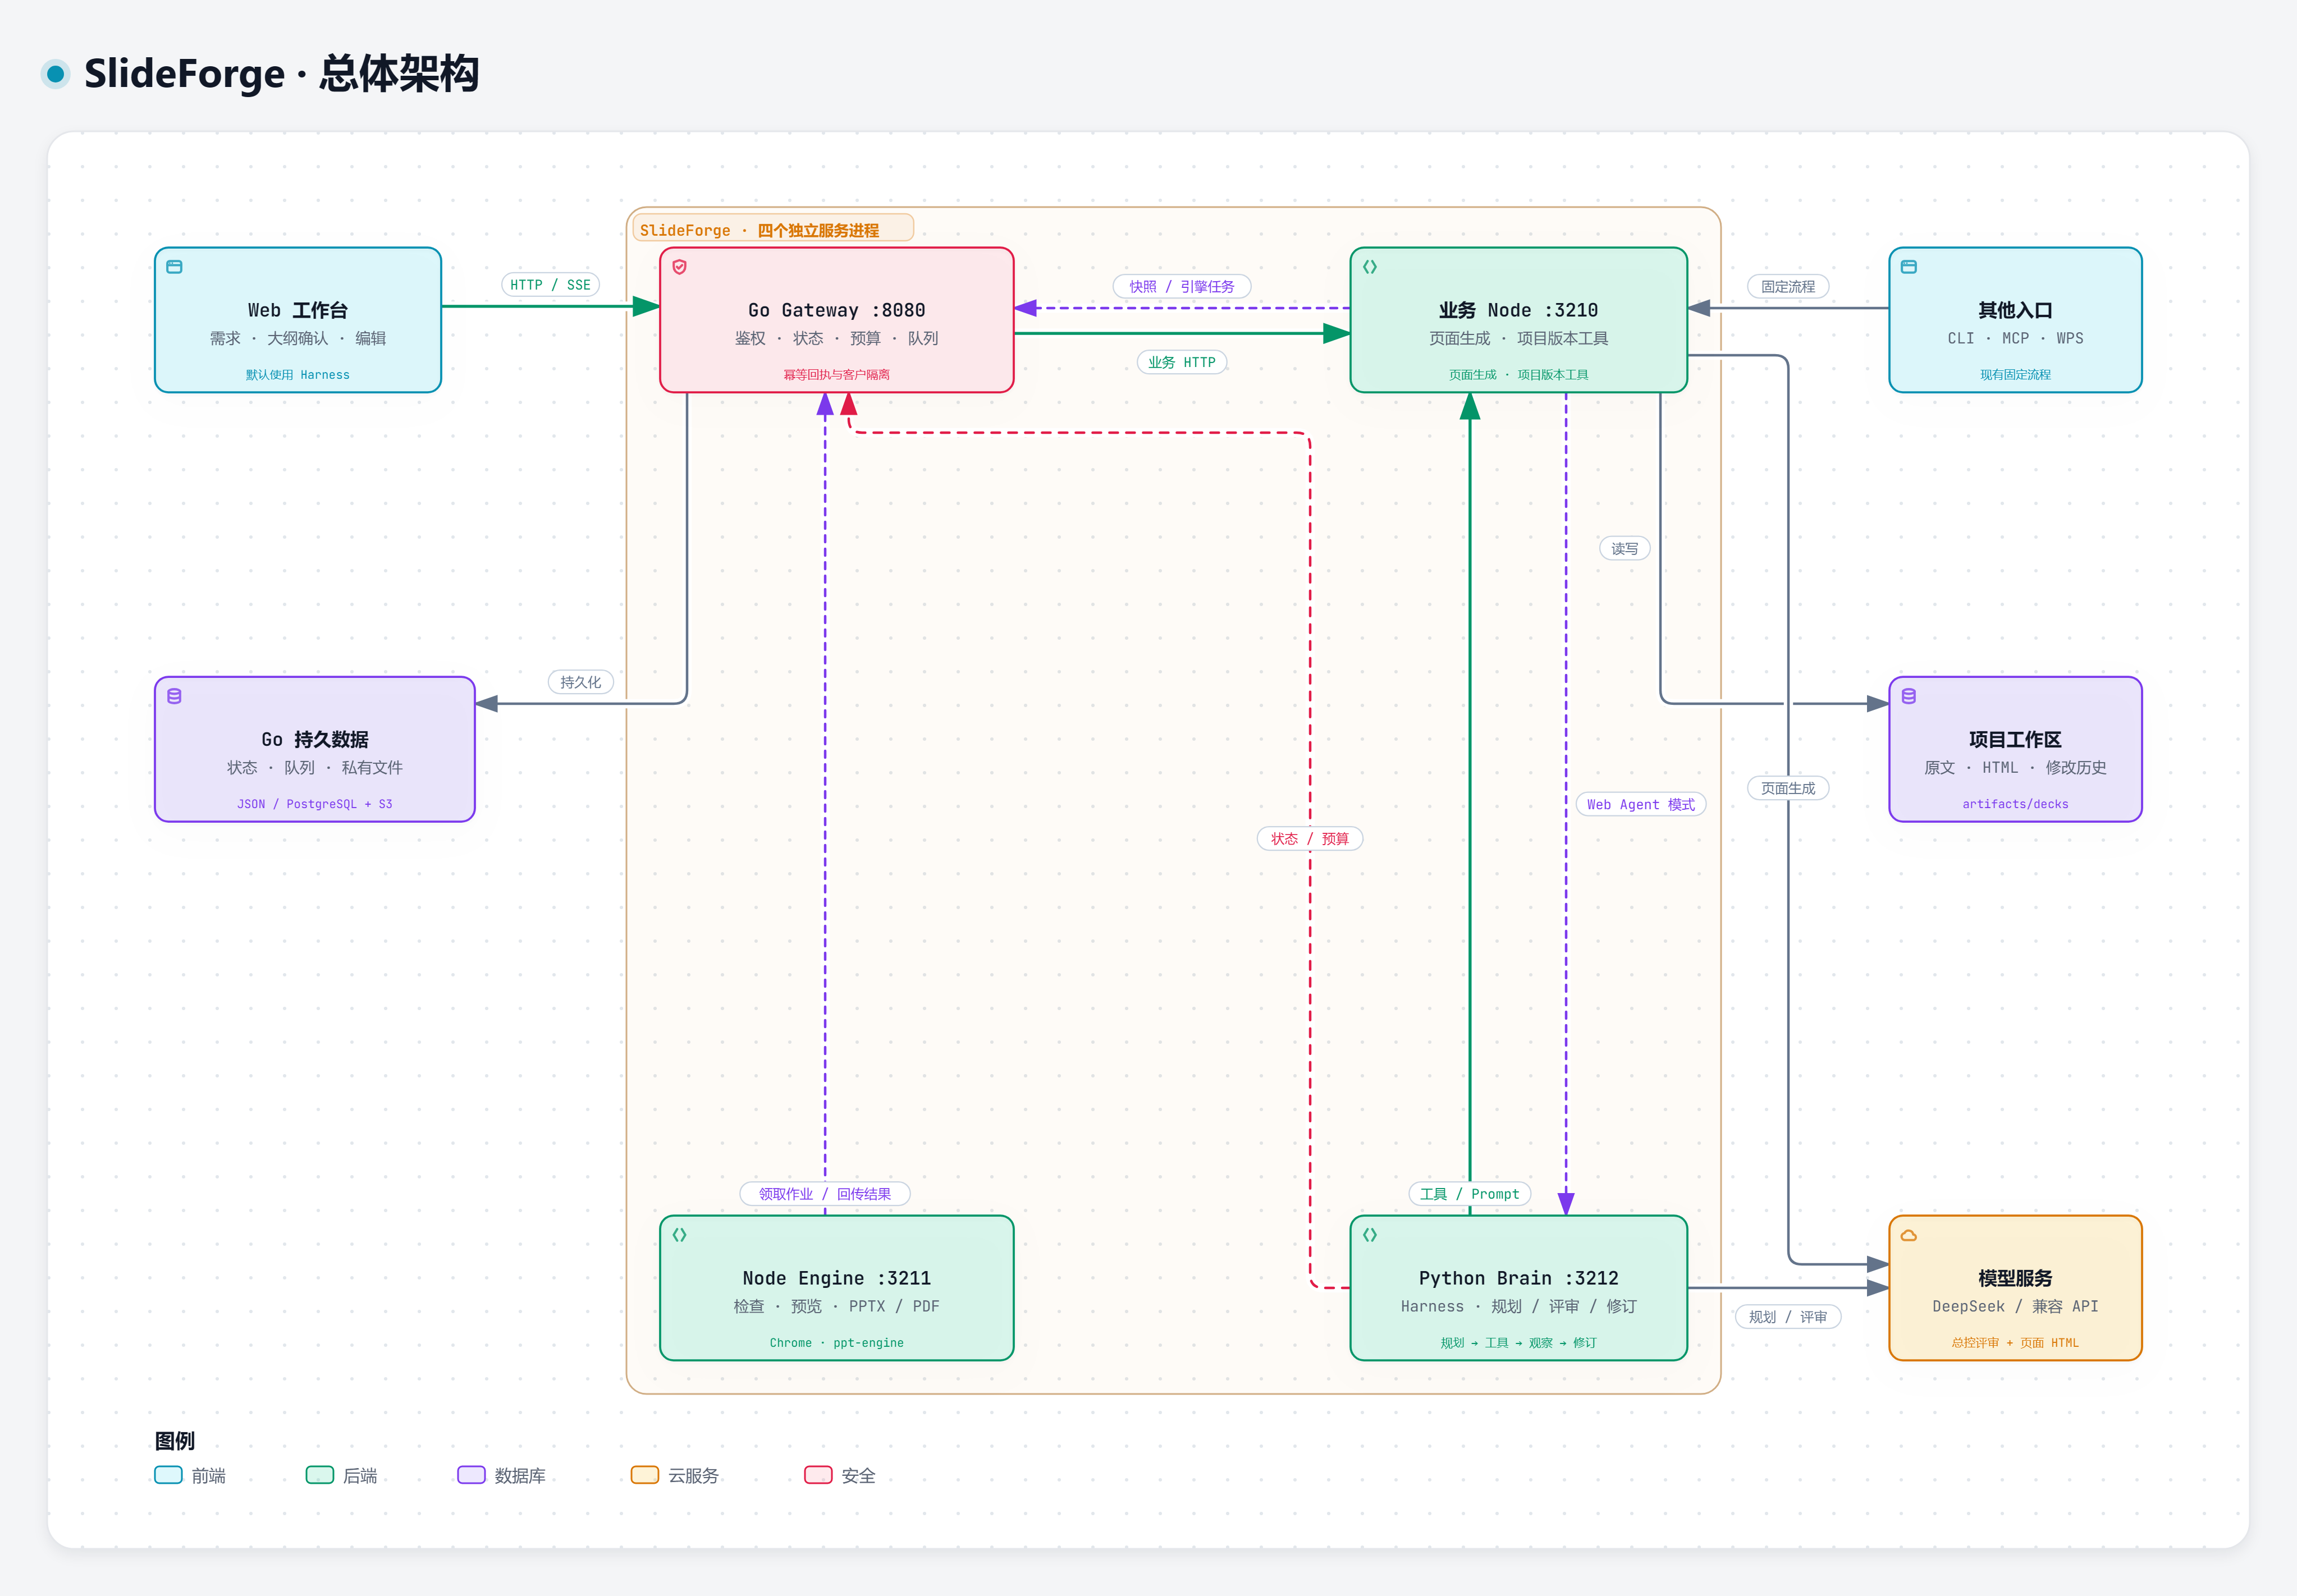 SlideForge · 总体架构
SlideForge · 四个独立服务进程
Web 工作台
需求 · 大纲确认 · 编辑
默认使用 Harness
HTTP / SSE
Go Gateway :8080
鉴权 · 状态 · 预算 · 队列
幂等回执与客户隔离
快照 / 引擎任务
业务 HTTP
业务 Node :3210
页面生成 · 项目版本工具
页面生成 · 项目版本工具
固定流程
其他入口
CLI · MCP · WPS
现有固定流程
读写
持久化
Go 持久数据
状态 · 队列 · 私有文件
JSON / PostgreSQL + S3
项目工作区
原文 · HTML · 修改历史
artifacts/decks
页面生成
Web Agent 模式
状态 / 预算
领取作业 / 回传结果
工具 / Prompt
Node Engine :3211
检查 · 预览 · PPTX / PDF
Chrome · ppt-engine
Python Brain :3212
Harness · 规划 / 评审 / 修订
规划 → 工具 → 观察 → 修订
规划 / 评审
模型服务
DeepSeek / 兼容 API
总控评审 + 页面 HTML
图例
前端
后端
数据库
云服务
安全